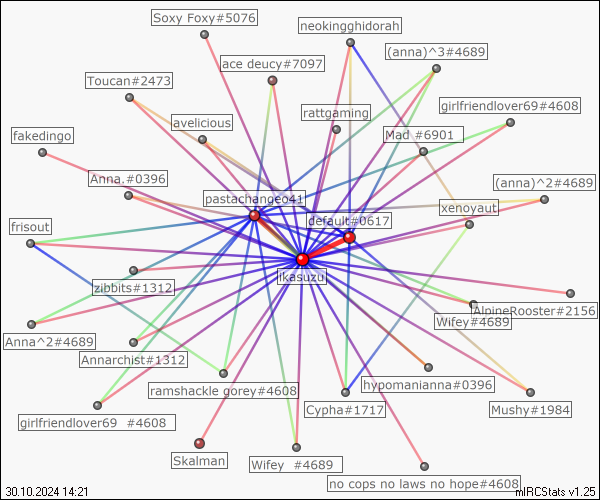 Soxy Foxy#5076
neokingghidorah
(anna)^3#4689
ace deucy#7097
Toucan#2473
girlfriendlover69#4608
rattgaming
avelicious
Mad #6901
fakedingo
Anna.#0396
(anna)^2#4689
pastachangeo41
xenoyaut
default#0617
frisout
ikasuzu
zibbits#1312
AlpineRooster#2156
Wifey#4689
Anna^2#4689
Annarchist#1312
hypomanianna#0396
ramshackle gorey#4608
Cypha#1717
Mushy#1984
girlfriendlover69 #4608
Skalman
Wifey #4689
no cops no laws no hope#4608
30.10.2024 14:21
mIRCStats v1.25